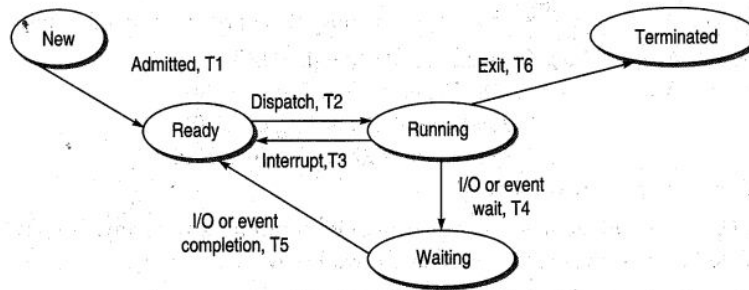 New
Terminated
Admitted, T1
Exit, T6
Dispatch, T2
Ready
Running
Interrupt,T3
I/O or event
wait, T4
I/O or event
completion, T5
Waiting